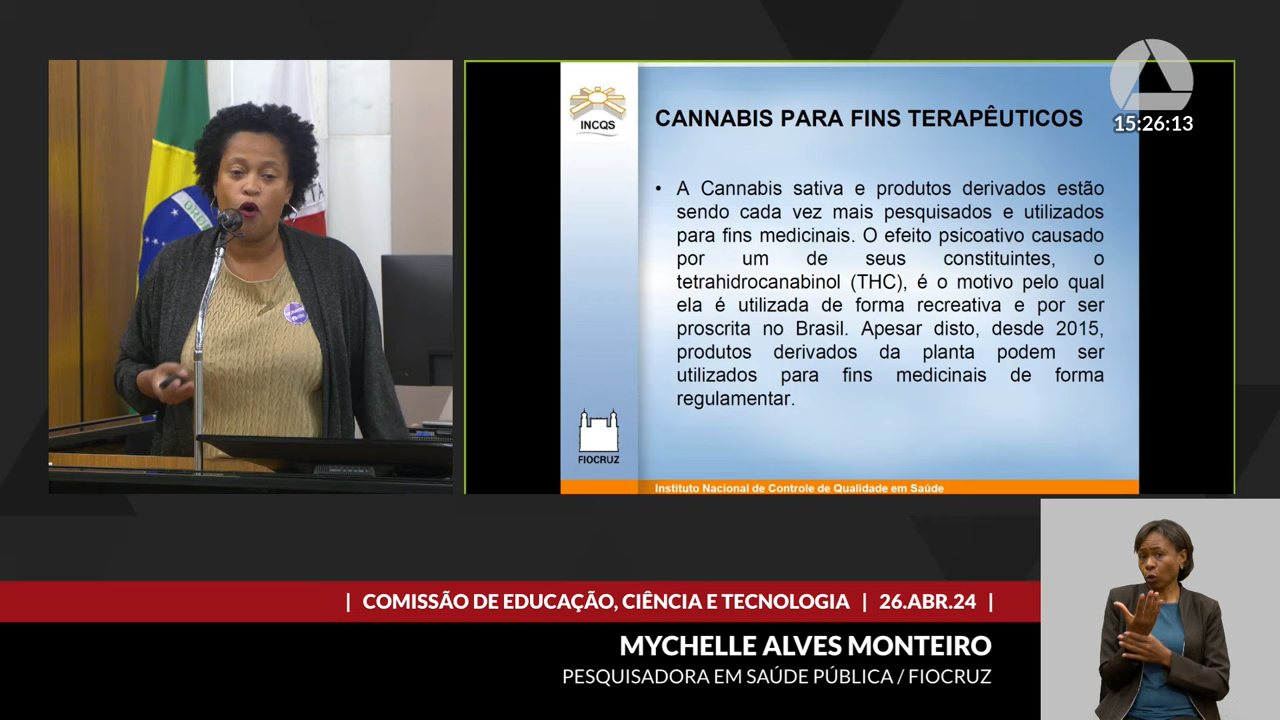 INCQS
CANNABIS PARA FINS TERAPÊUTICOS
15:26:13
• A Cannabis sativa e produtos derivados estão
sendo cada vez mais pesquisados e utilizados
para fins medicinais. O efeito psicoativo causado
por um de seus constituintes, o
tetrahidrocanabinol (THC), é o motivo pelo qual
ela é utilizada de forma recreativa e por ser
proscrita no Brasil. Apesar disto, desde 2015,
produtos derivados da planta podem ser
utilizados para fins medicinais de forma
regulamentar.
FIOCRUZ
Instituto Nacional de Controle de Qualidade em Saúde
| COMISSÃO DE EDUCAÇÃO, CIÊNCIA E TECNOLOGIA | 26.ABR.24 |
MYCHELLE ALVES MONTEIRO
PESQUISADORA EM SAÚDE PÚBLICA / FIOCRUZ